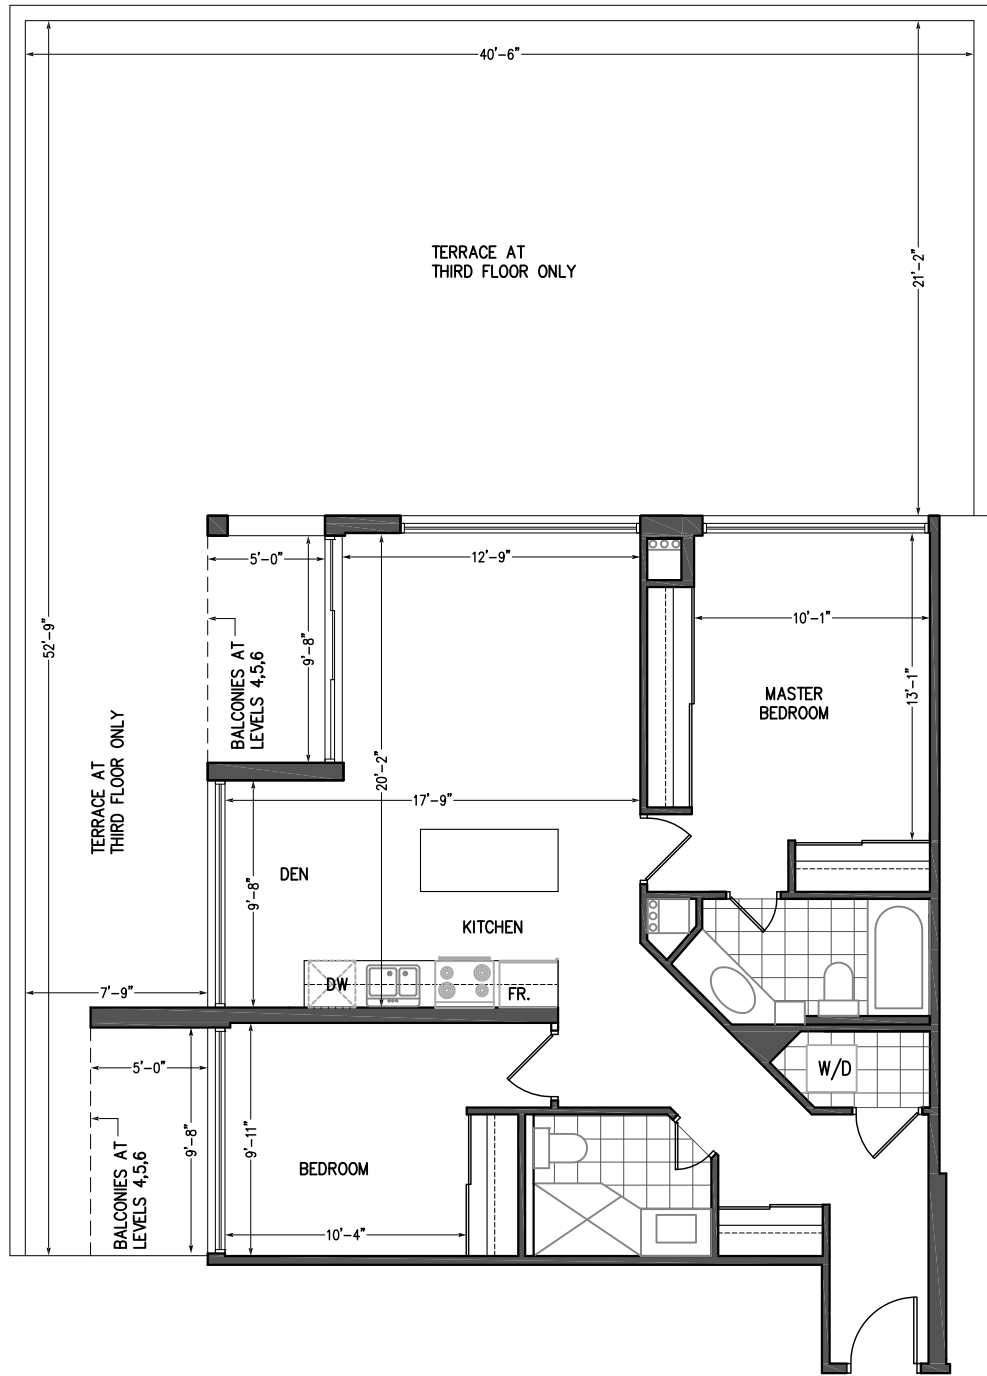 40'-6"
TERRACE AT
THIRD FLOOR ONLY
21'-2"
52'-9"
5'-0"
12'-9"
9'-8"
10'-1"
BALCONIES AT
LEVELS 4,5,6
MASTER
BEDROOM
13'-1"
TERRACE AT
THIRD FLOOR ONLY
20'-2"
17'-9"
DEN
9'-8"
KITCHEN
DW
FR.
7'-9"
5'-0"
W/D
BALCONIES AT
LEVELS 4,5,6
9'-8"
9'-11"
BEDROOM
10'-4"